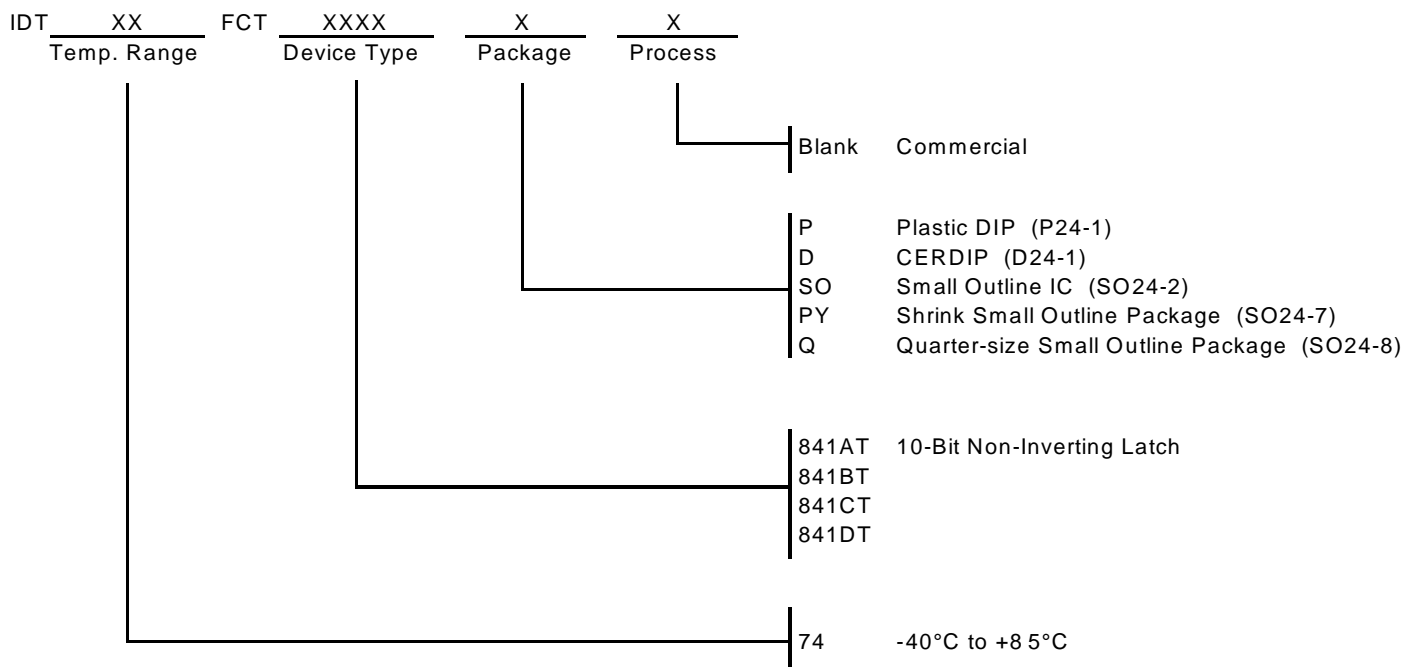 IDT XX FCT XXXX X X
Temp. Range Device Type Package Process
Blank Commercial
P Plastic DIP (P24-1)
D CERDIP (D24-1)
SO Small Outline IC (SO24-2)
PY Shrink Small Outline Package (SO24-7)
Q Quarter-size Small Outline Package (SO24-8)
841AT 10-Bit Non-Inverting Latch
841BT
841CT
841DT
74 -40°C to +8 5°C